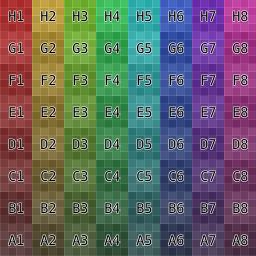 H1 H2 H3 H4 H5 H6 H7 H8
G1 G2 G3 G4 G5 G6 G7 G8
F1 F2 F3 F4 F5 F6 F7 F8
E1 E2 E3 E4 E5 E6 E7 E8
D1 D2 D3 D4 D5 D6 D7 D8
C1 C2 C3 C4 C5 C6 C7 C8
B1 B2 B3 B4 B5 B6 B7 B8
A1 A2 A3 A4 A5 A6 A7 A8